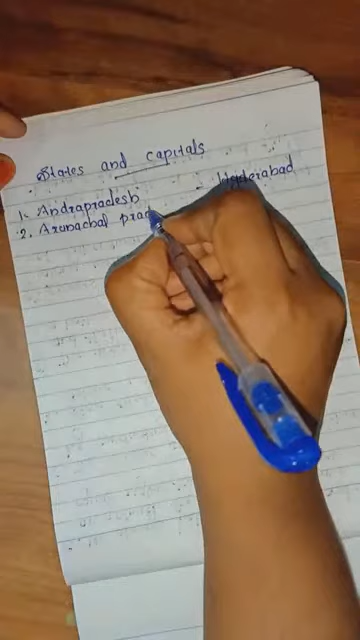 States and capitals
1. Andrapradesh - Hyderabad
2. Arunachal prad